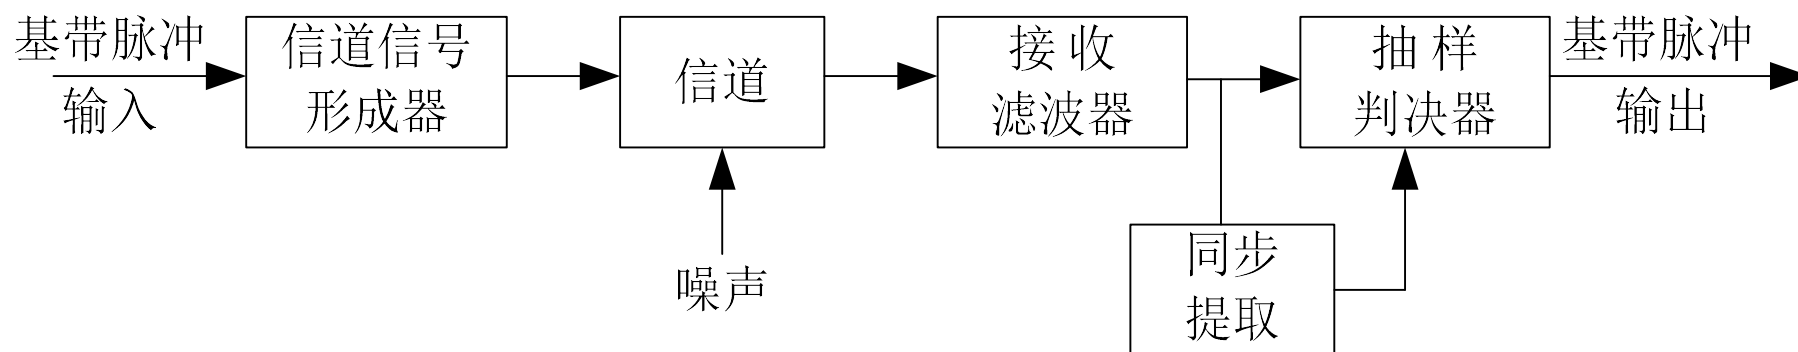 基带脉冲
输入
信道信号
形成器
信道
噪声
接收
滤波器
同步
提取
抽样
判决器
基带脉冲
输出